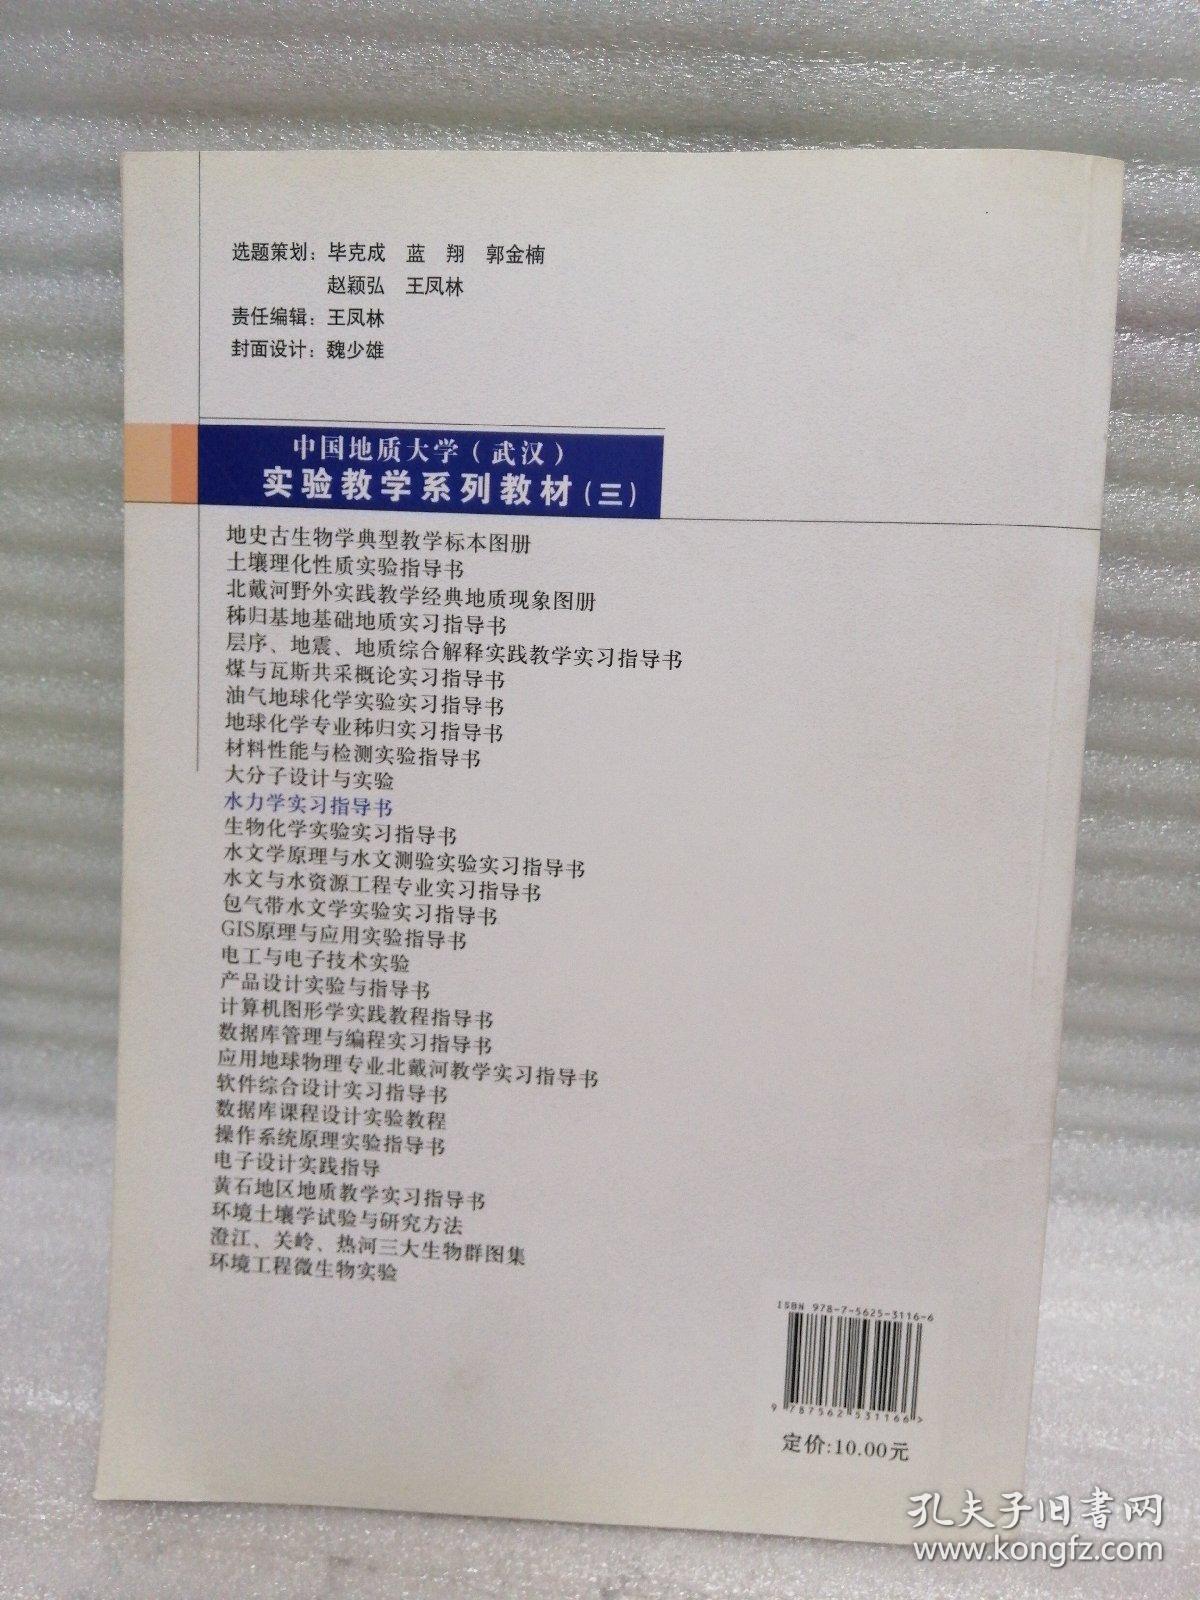 选题策划：毕克成　蓝　翔　郭金楠
赵颖弘　王凤林
责任编辑：王凤林
封面设计：魏少雄
中国地质大学（武汉）
实验教学系列教材（三）
地史古生物学典型教学标本图册
土壤理化性质实验指导书
北戴河野外实践教学经典地质现象图册
秭归基地基础地质实习指导书
层序、地震、地质综合解释实践教学实习指导书
煤与瓦斯共采概论实习指导书
油气地球化学实验实习指导书
地球化学专业秭归实习指导书
材料性能与检测实验指导书
大分子设计与实验
水力学实习指导书
生物化学实验实习指导书
水文学原理与水文测验实验实习指导书
水文与水资源工程专业实习指导书
包气带水文学实验实习指导书
GIS原理与应用实验指导书
电工与电子技术实验
产品设计实验与指导书
计算机图形学实践教程指导书
数据库管理与编程实习指导书
应用地球物理专业北戴河教学实习指导书
软件综合设计实习指导书
数据库课程设计实验教程
操作系统原理实验指导书
电子设计实践指导
黄石地区地质教学实习指导书
环境土壤学试验与研究方法
澄江、关岭、热河三大生物群图集
环境工程微生物实验
ISBN 978-7-5625-3116-6
9 787562 531166 >
定价:10.00元
孔夫子旧书网
www.kongfz.com